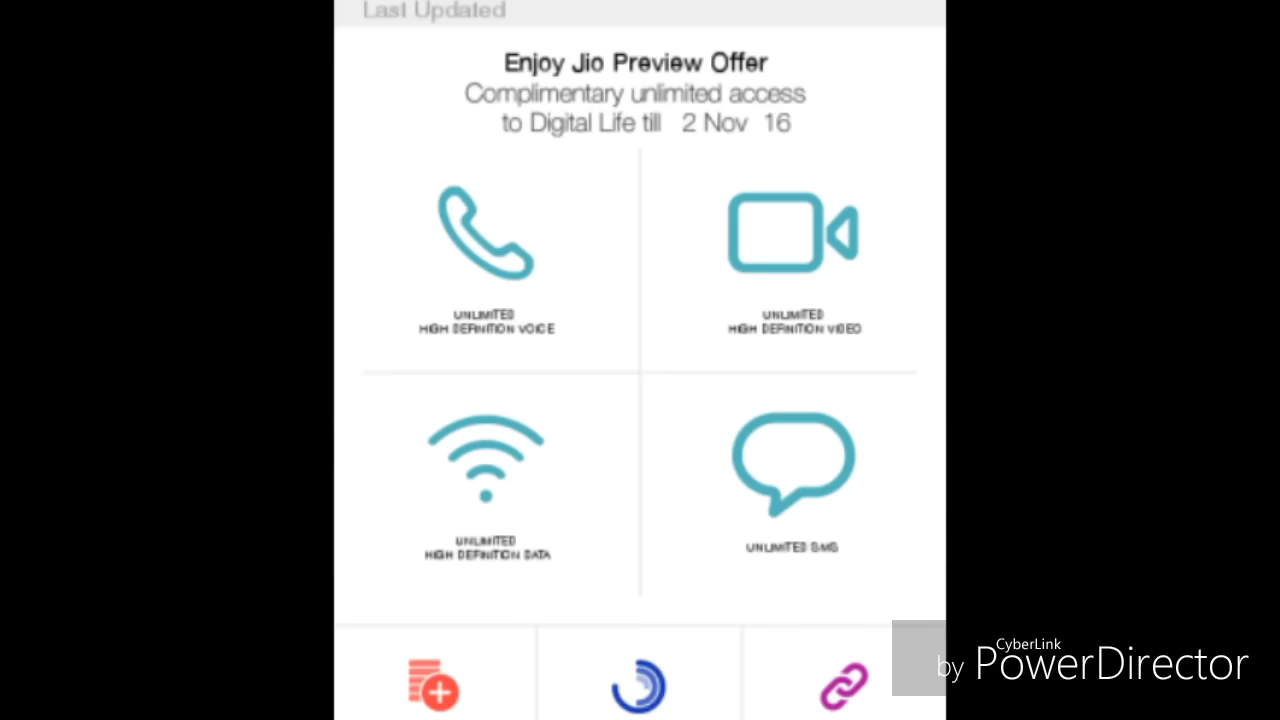 Last Updated
Enjoy Jio Preview Offer
Complimentary unlimited access
to Digital Life till 2 Nov 16
UNLIMITED
HIGH DEFINITION VOICE
UNLIMITED
HIGH DEFINITION VIDEO
UNLIMITED
HIGH DEFINITION DATA
UNLIMITED SMS
CyberLink
by PowerDirector